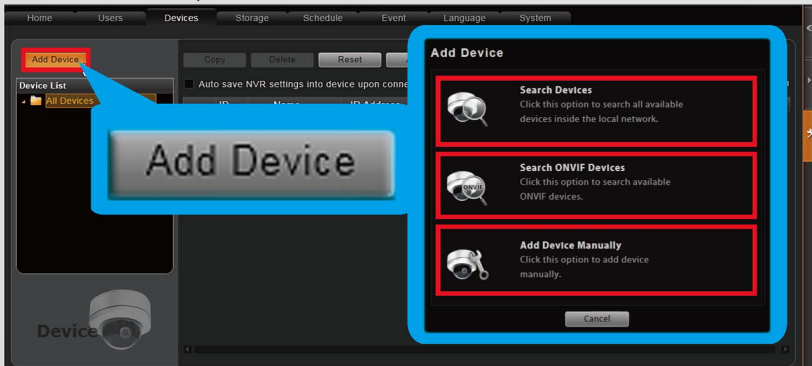 Home Users Devices Storage Schedule Event Language System
Add Device
Copy Delete Reset
Device List
Auto save NVR settings into device upon conne
All Devices
ID Name IP Address
Add Device
Add Device
Search Devices
Click this option to search all available
devices inside the local network.
Search ONVIF Devices
Click this option to search available
ONVIF devices.
ONVIF
Add Device Manually
Click this option to add device
manually.
Cancel
Device